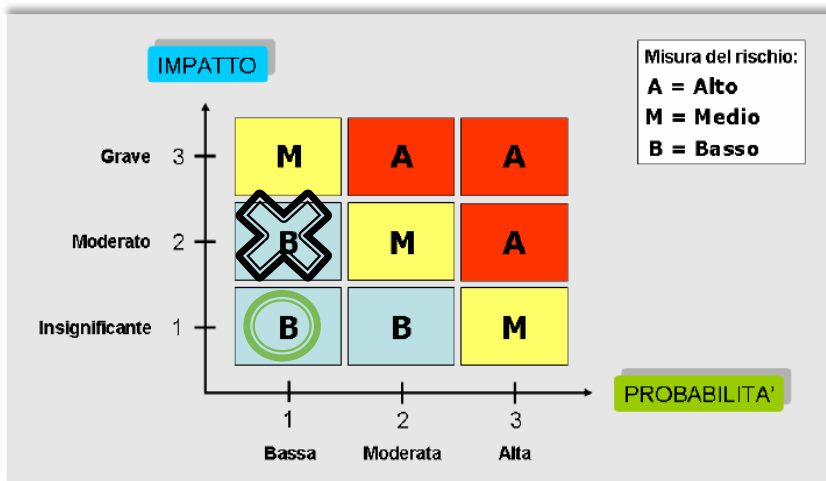 IMPATTO
Misura del rischio:
A = Alto
M = Medio
B = Basso
Grave 3 M A A
Moderato 2 B M A
Insignificante 1 B B M
PROBABILITA'
1 2 3
Bassa Moderata Alta